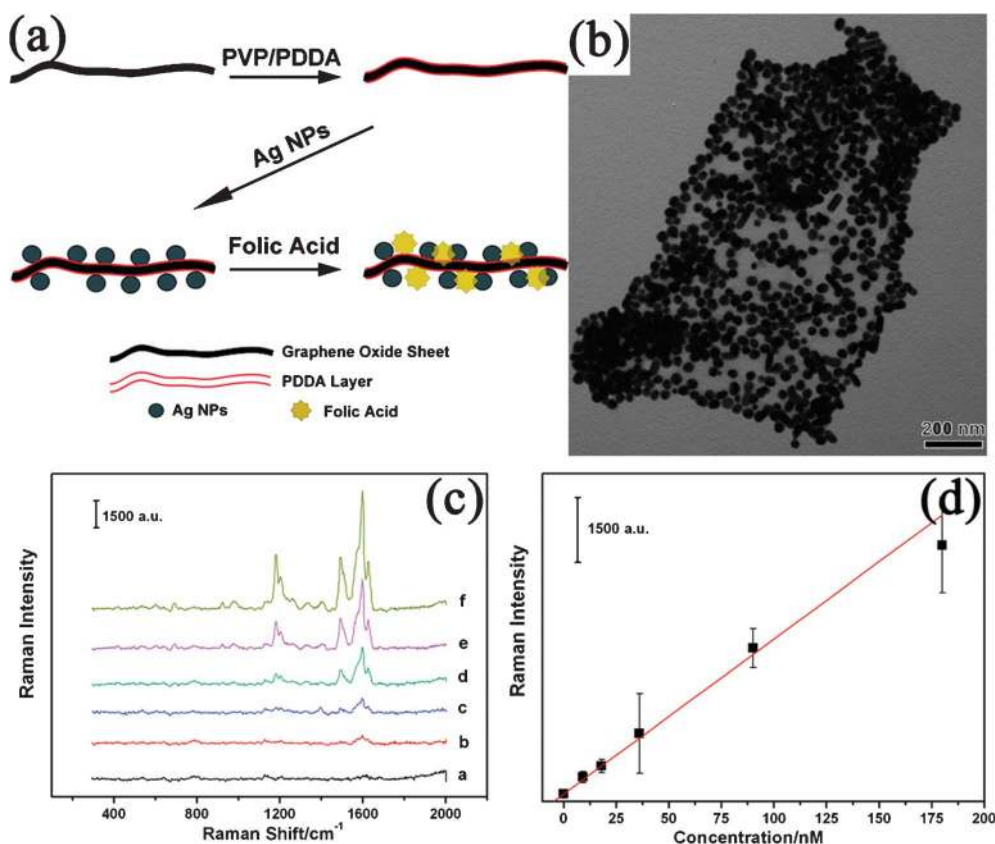 (a)
PVP/PDDA
Ag NPs
Folic Acid
Graphene Oxide Sheet
PDDA Layer
Ag NPs
Folic Acid
(b)
200 nm
(c)
1500 a.u.
Raman Intensity
f
e
d
c
b
a
400 800 1200 1600 2000
Raman Shift/cm⁻¹
(d)
1500 a.u.
Raman Intensity
0 25 50 75 100 125 150 175 200
Concentration/nM